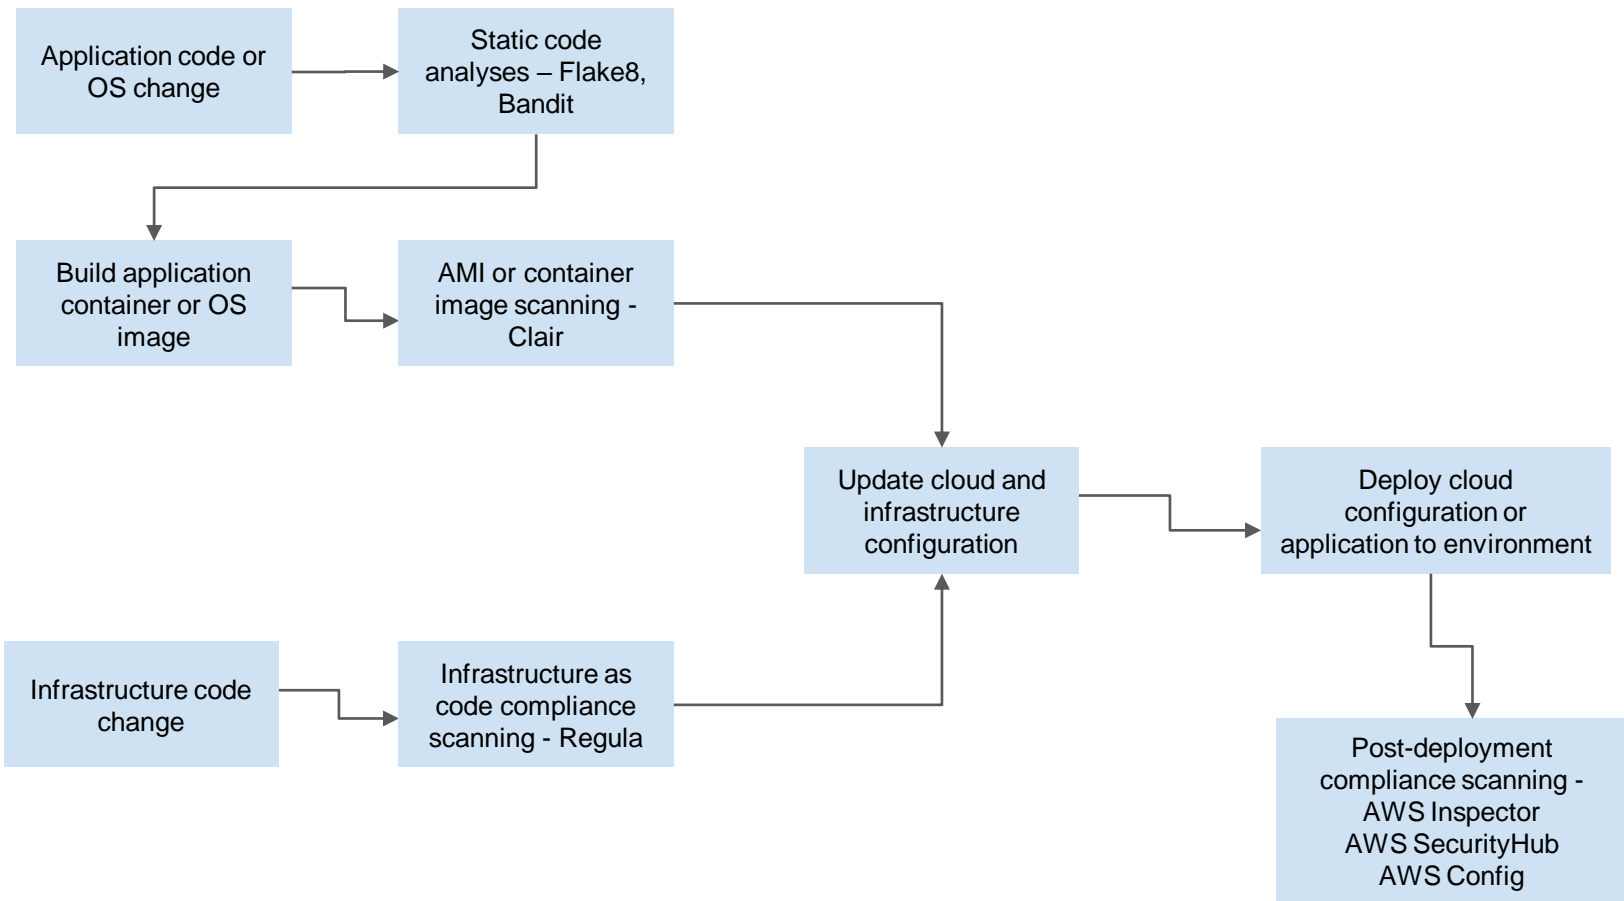 Application code or
OS change
Static code
analyses – Flake8,
Bandit
Build application
container or OS
image
AMI or container
image scanning -
Clair
Update cloud and
infrastructure
configuration
Deploy cloud
configuration or
application to environment
Infrastructure code
change
Infrastructure as
code compliance
scanning - Regula
Post-deployment
compliance scanning -
AWS Inspector
AWS SecurityHub
AWS Config